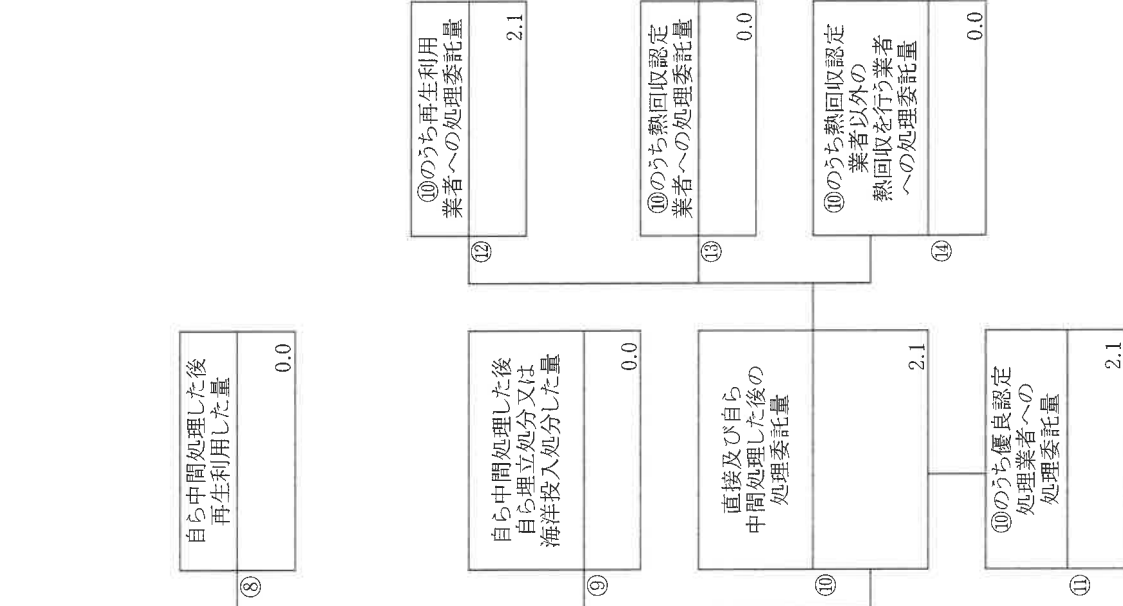 ⑧
自ら中間処理した後
再生利用した量
0.0
⑨
自ら中間処理した後
自ら埋立処分又は
海洋投入処分した量
0.0
⑩
直接及び自ら
中間処理した後の
処理委託量
2.1
⑪
⑩のうち優良認定
処理業者への
処理委託量
2.1
⑫
⑩のうち再生利用
業者への処理委託量
2.1
⑬
⑩のうち熱回収認定
業者への処理委託量
0.0
⑭
⑩のうち熱回収認定
業者以外の
熱回収を行う業者
への処理委託量
0.0